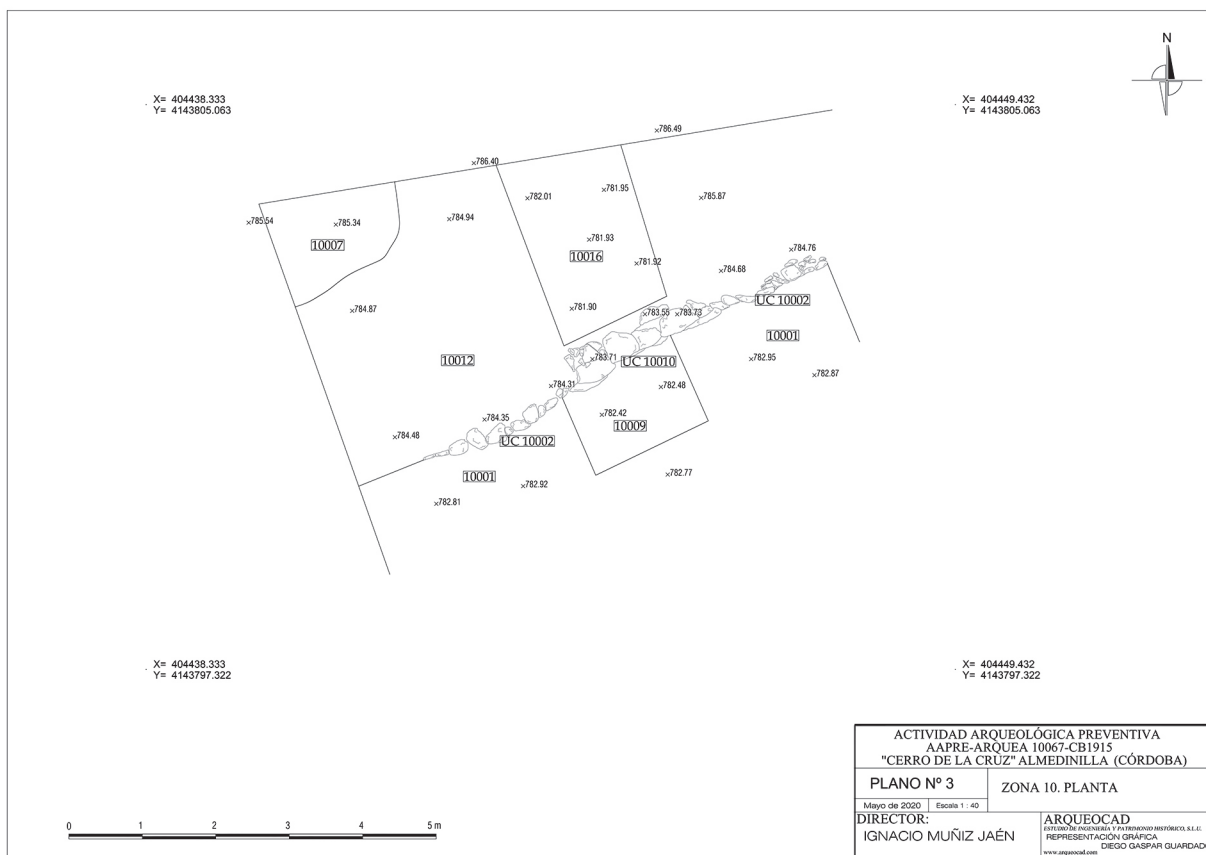 N
X= 404438.333
Y= 4143805.063
X= 404449.432
Y= 4143805.063
×786.49
×786.40
×782.01
×781.95
×785.87
×785.54
×785.34
×784.94
10007
×781.93
10016
×781.92
×784.76
×784.68
×784.87
×781.90
×783.55
×783.73
UC 10002
10001
10012
×783.71
UC 10010
×782.95
×782.87
×784.31
×782.48
×784.35
×782.42
10009
×784.48
UC 10002
10001
×782.92
×782.77
×782.81
X= 404438.333
Y= 4143797.322
X= 404449.432
Y= 4143797.322
ACTIVIDAD ARQUEOLÓGICA PREVENTIVA
AAPRE-ARQUEA 10067-CB1915
"CERRO DE LA CRUZ" ALMEDINILLA (CÓRDOBA)
PLANO Nº 3
ZONA 10. PLANTA
Mayo de 2020
Escala 1 : 40
DIRECTOR:
IGNACIO MUÑIZ JAÉN
ARQUEOCAD
ESTUDIO DE INGENIERÍA Y PATRIMONIO HISTÓRICO, S.L.U.
REPRESENTACIÓN GRÁFICA
DIEGO GASPAR GUARDADO
www.arqueocad.com
0 1 2 3 4 5 m